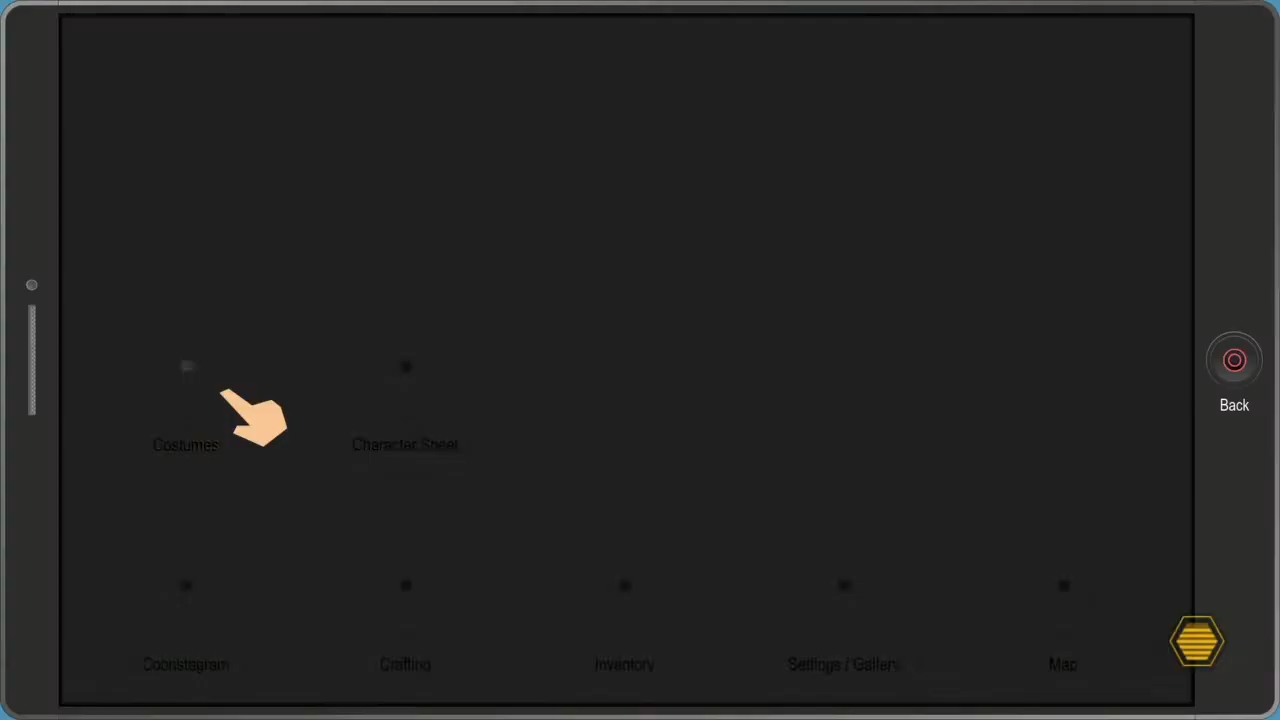 Back
Costumes
Character Sheet
Coonstagram
Crafting
Inventory
Settings / Gallery
Map